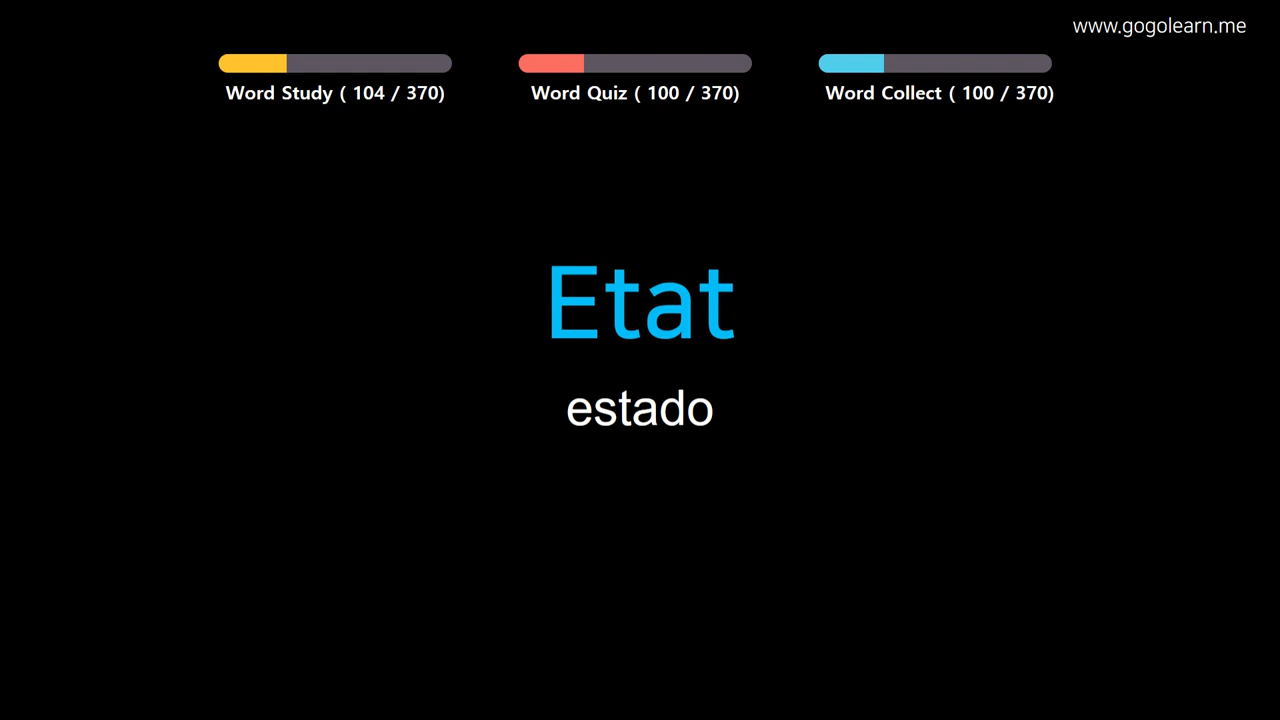 www.gogolearn.me
Word Study ( 104 / 370)
Word Quiz ( 100 / 370)
Word Collect ( 100 / 370)
Etat
estado